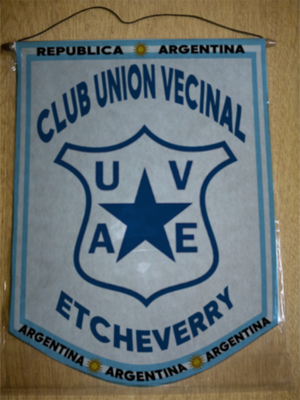 REPUBLICA ARGENTINA
CLUB UNION VECINAL
U V
A E
ETCHEVERRY
ARGENTINA ARGENTINA ARGENTINA